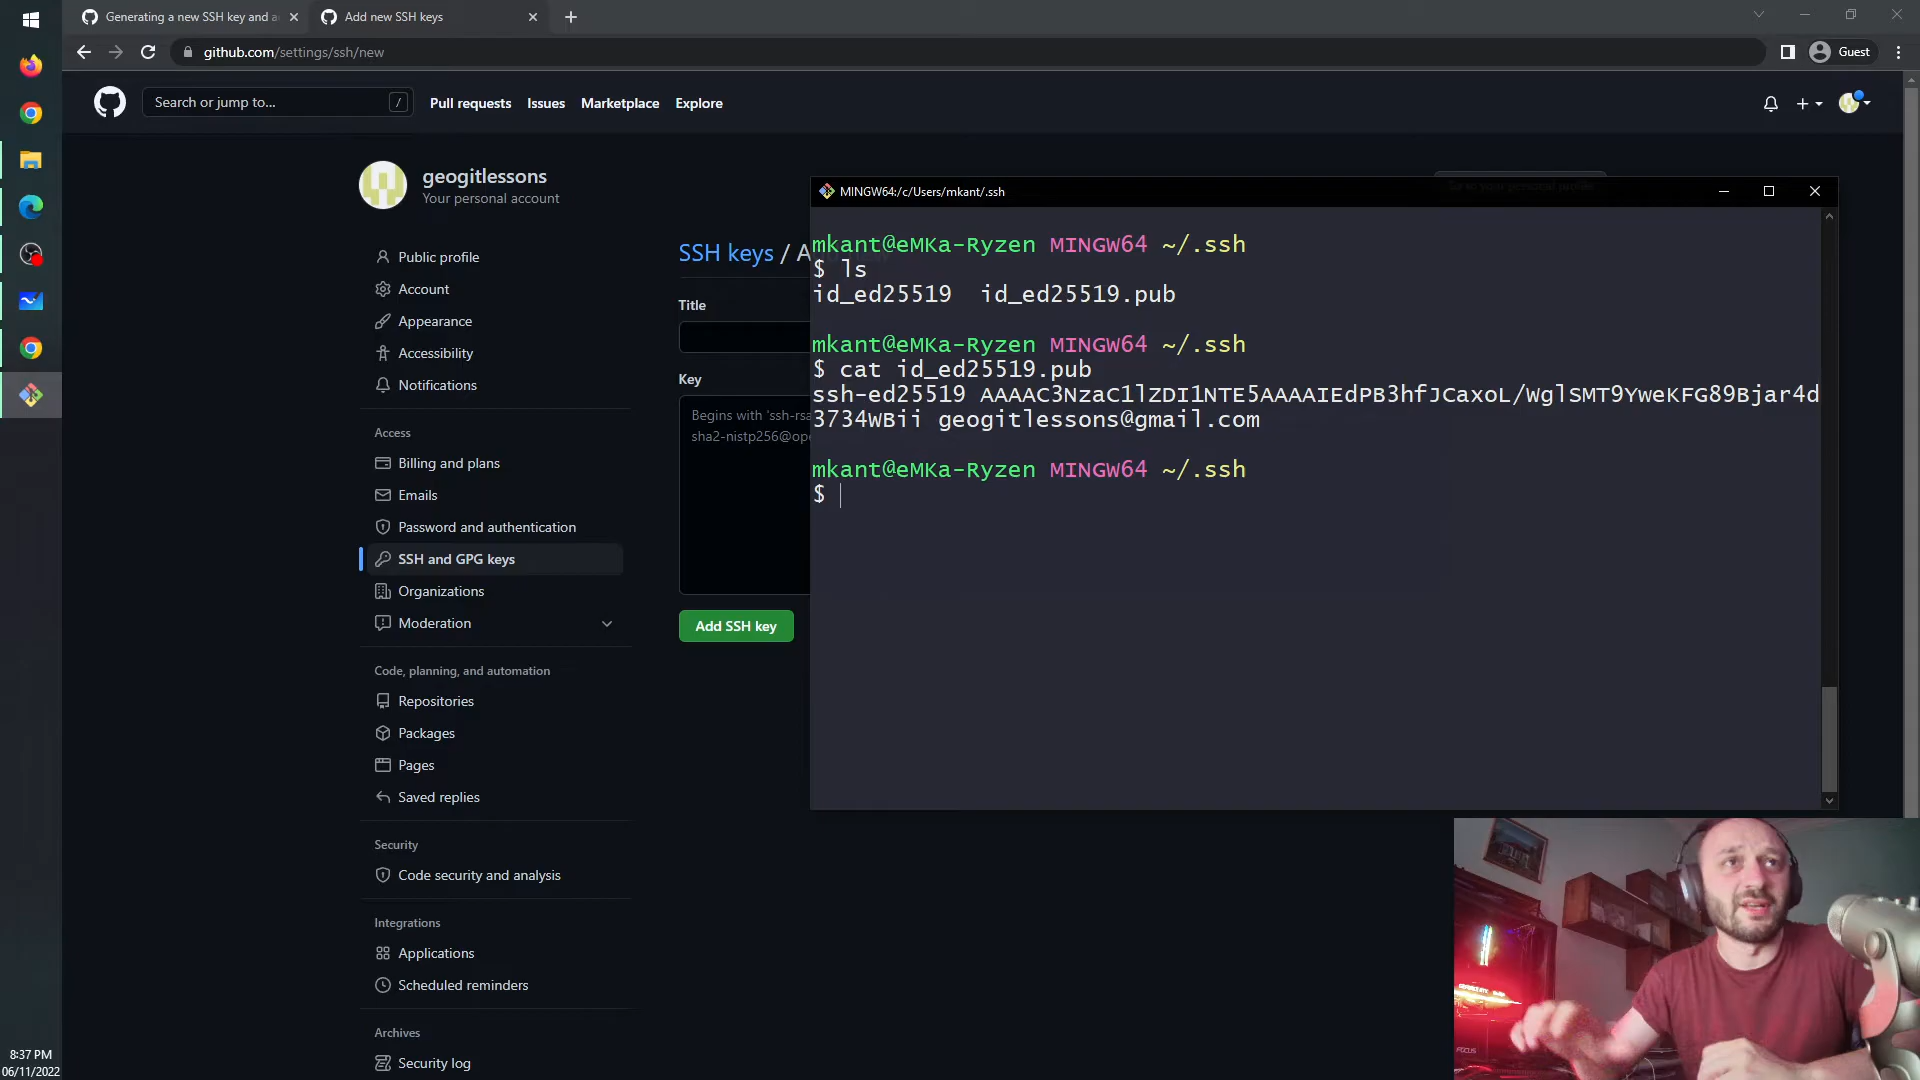 Generating a new SSH key and a
Add new SSH keys
github.com/settings/ssh/new
Guest
Search or jump to...
/
Pull requests
Issues
Marketplace
Explore
geogitlessons
Your personal account
Public profile
Account
Appearance
Accessibility
Notifications
Access
Billing and plans
Emails
Password and authentication
SSH and GPG keys
Organizations
Moderation
Code, planning, and automation
Repositories
Packages
Pages
Saved replies
Security
Code security and analysis
Integrations
Applications
Scheduled reminders
Archives
Security log
SSH keys / A
Title
Key
Begins with 'ssh-rsa
sha2-nistp256@ope
Add SSH key
MINGW64:/c/Users/mkant/.ssh
mkant@eMKa-Ryzen MINGW64 ~/.ssh
$ ls
id_ed25519 id_ed25519.pub
mkant@eMKa-Ryzen MINGW64 ~/.ssh
$ cat id_ed25519.pub
ssh-ed25519 AAAAC3NzaC1lZDI1NTE5AAAAIEdPB3hfJCaxoL/WglSMT9YweKFG89Bjar4d
3734WBii geogitlessons@gmail.com
mkant@eMKa-Ryzen MINGW64 ~/.ssh
$
8:37 PM
06/11/2022